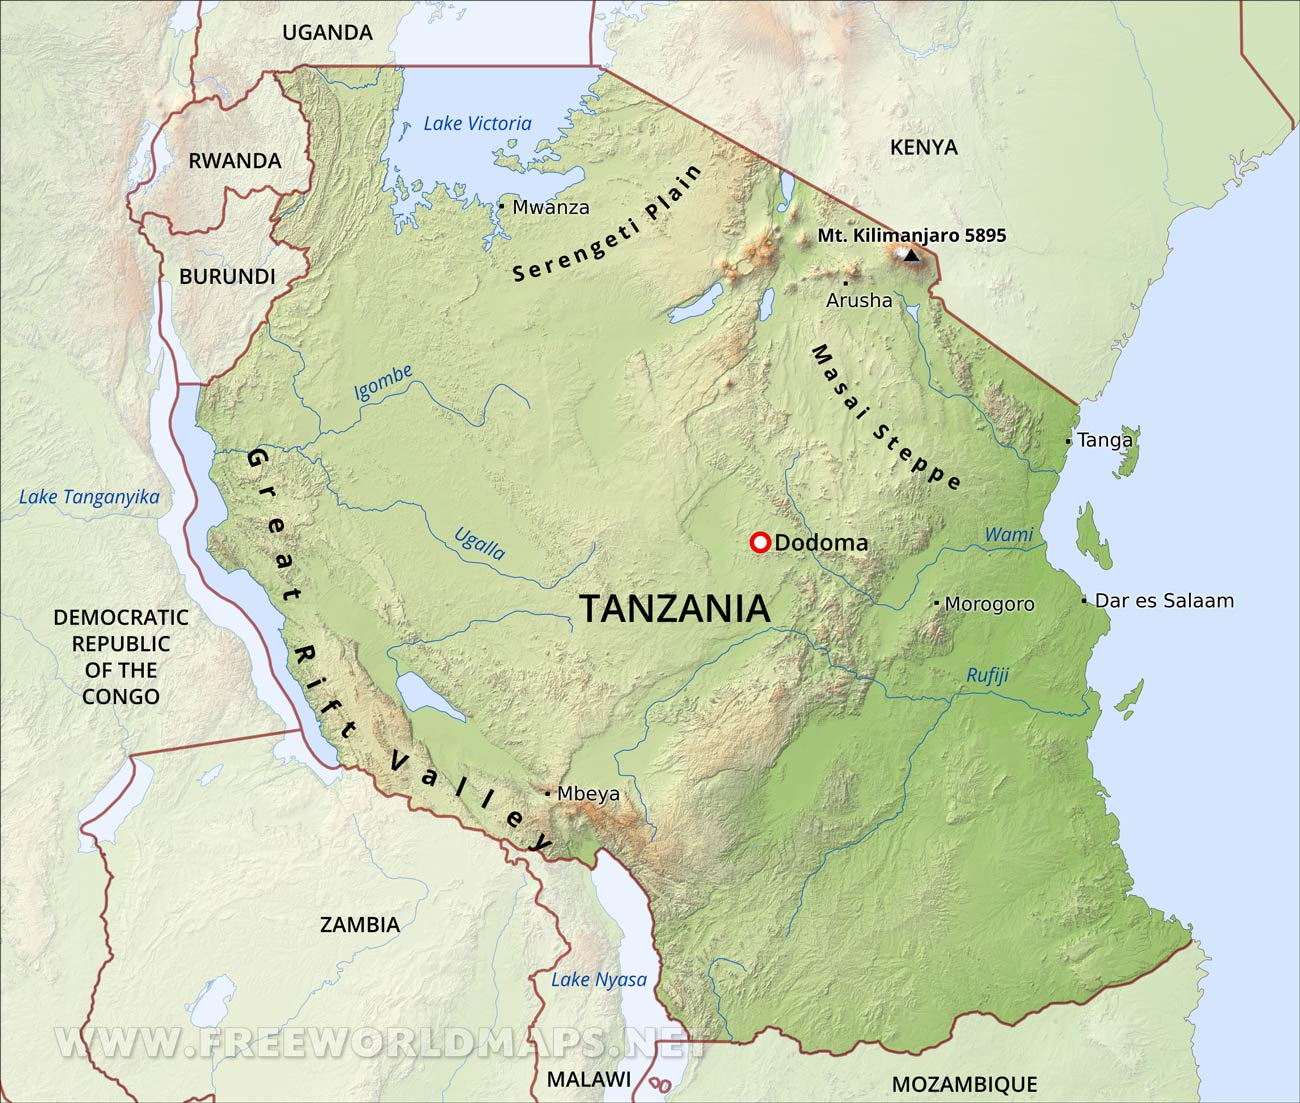 UGANDA
Lake Victoria
KENYA
RWANDA
Serengeti Plain
Mwanza
Mt. Kilimanjaro 5895
BURUNDI
Arusha
Masai Steppe
Igombe
Tanga
Great Rift Valley
Lake Tanganyika
Ugalla
Dodoma
Wami
TANZANIA
Morogoro
Dar es Salaam
DEMOCRATIC
REPUBLIC
OF THE
CONGO
Rufiji
Mbeya
ZAMBIA
Lake Nyasa
WWW.FREEWORLDMAPS.NET
MALAWI
MOZAMBIQUE